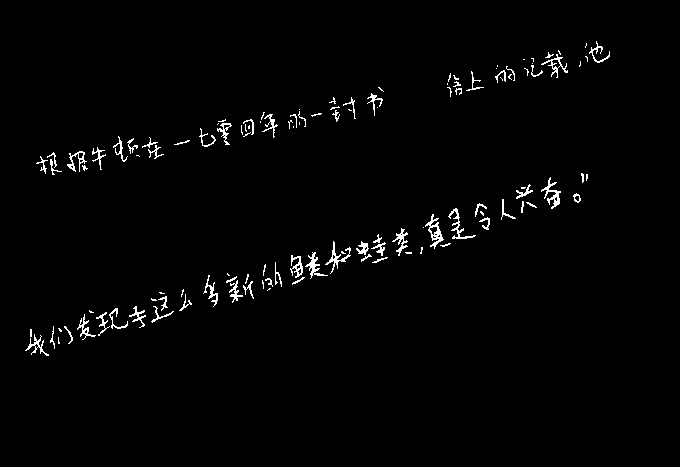 根据牛顿在一七零四年的一封书信上的记载,他
我们发现了这么多新的鱼类和蛙类,真是令人兴奋。"